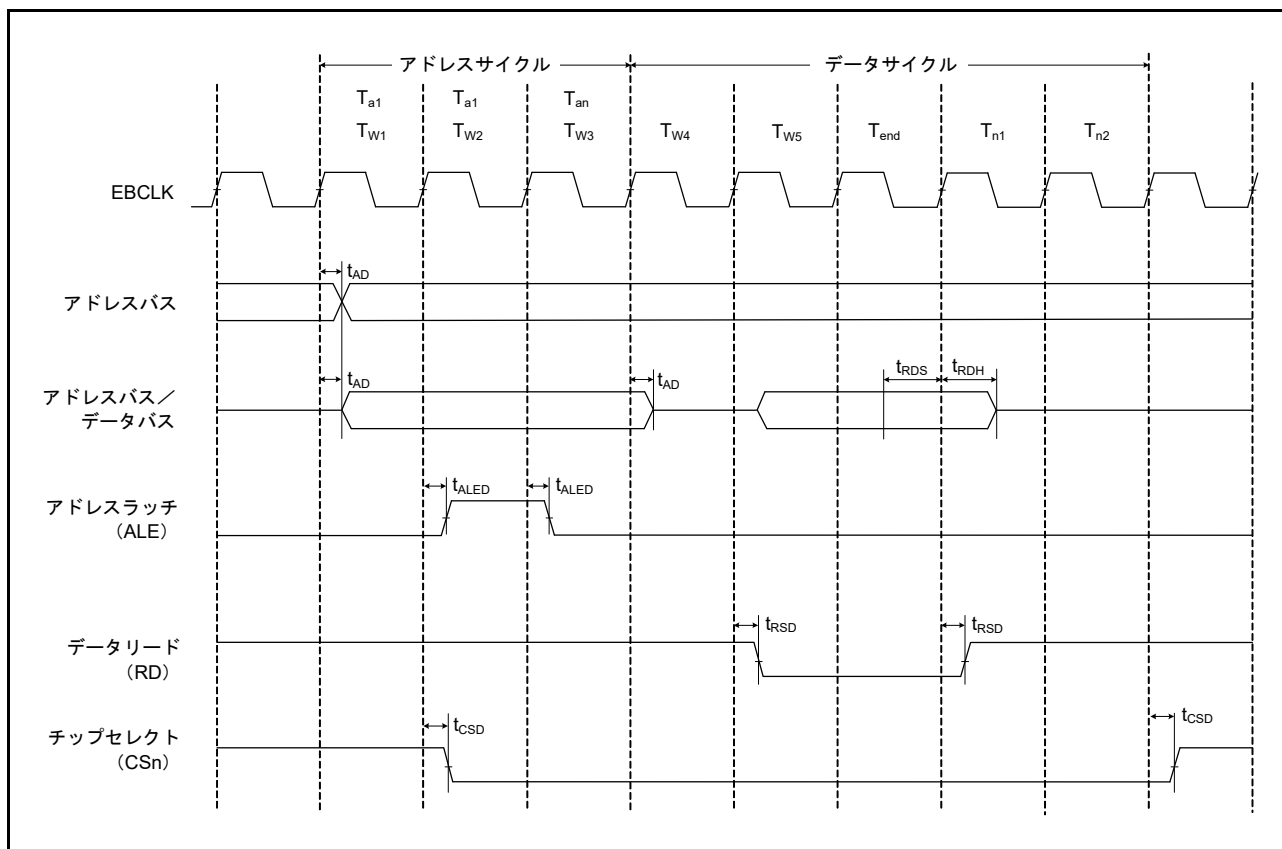 アドレスサイクル データサイクル
Ta1 Ta1 Tan
TW1 TW2 TW3 TW4 TW5 Tend Tn1 Tn2
EBCLK
tAD
アドレスバス
tAD tAD tRDS tRDH
アドレスバス／
データバス
tALED tALED
アドレスラッチ
（ALE）
tRSD tRSD
データリード
（RD）
tCSD tCSD
チップセレクト
（CSn）